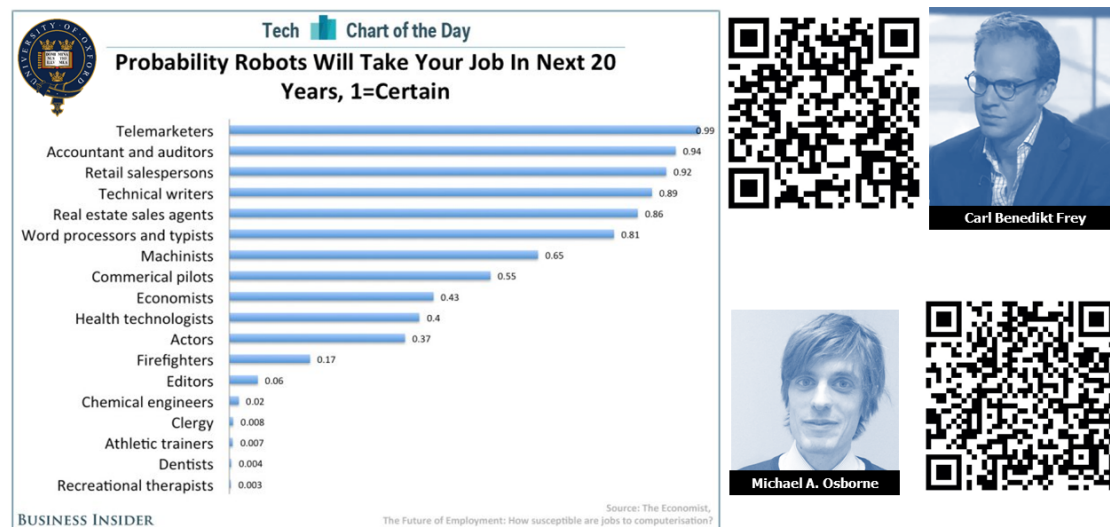 Tech Chart of the Day
Probability Robots Will Take Your Job In Next 20
Years, 1=Certain
UNIVERSITY OF OXFORD
Telemarketers 0.99
Accountant and auditors 0.94
Retail salespersons 0.92
Technical writers 0.89
Real estate sales agents 0.86
Word processors and typists 0.81
Machinists 0.65
Commerical pilots 0.55
Economists 0.43
Health technologists 0.4
Actors 0.37
Firefighters 0.17
Editors 0.06
Chemical engineers 0.02
Clergy 0.008
Athletic trainers 0.007
Dentists 0.004
Recreational therapists 0.003
BUSINESS INSIDER
Source: The Economist,
The Future of Employment: How susceptible are jobs to computerisation?
Carl Benedikt Frey
Michael A. Osborne